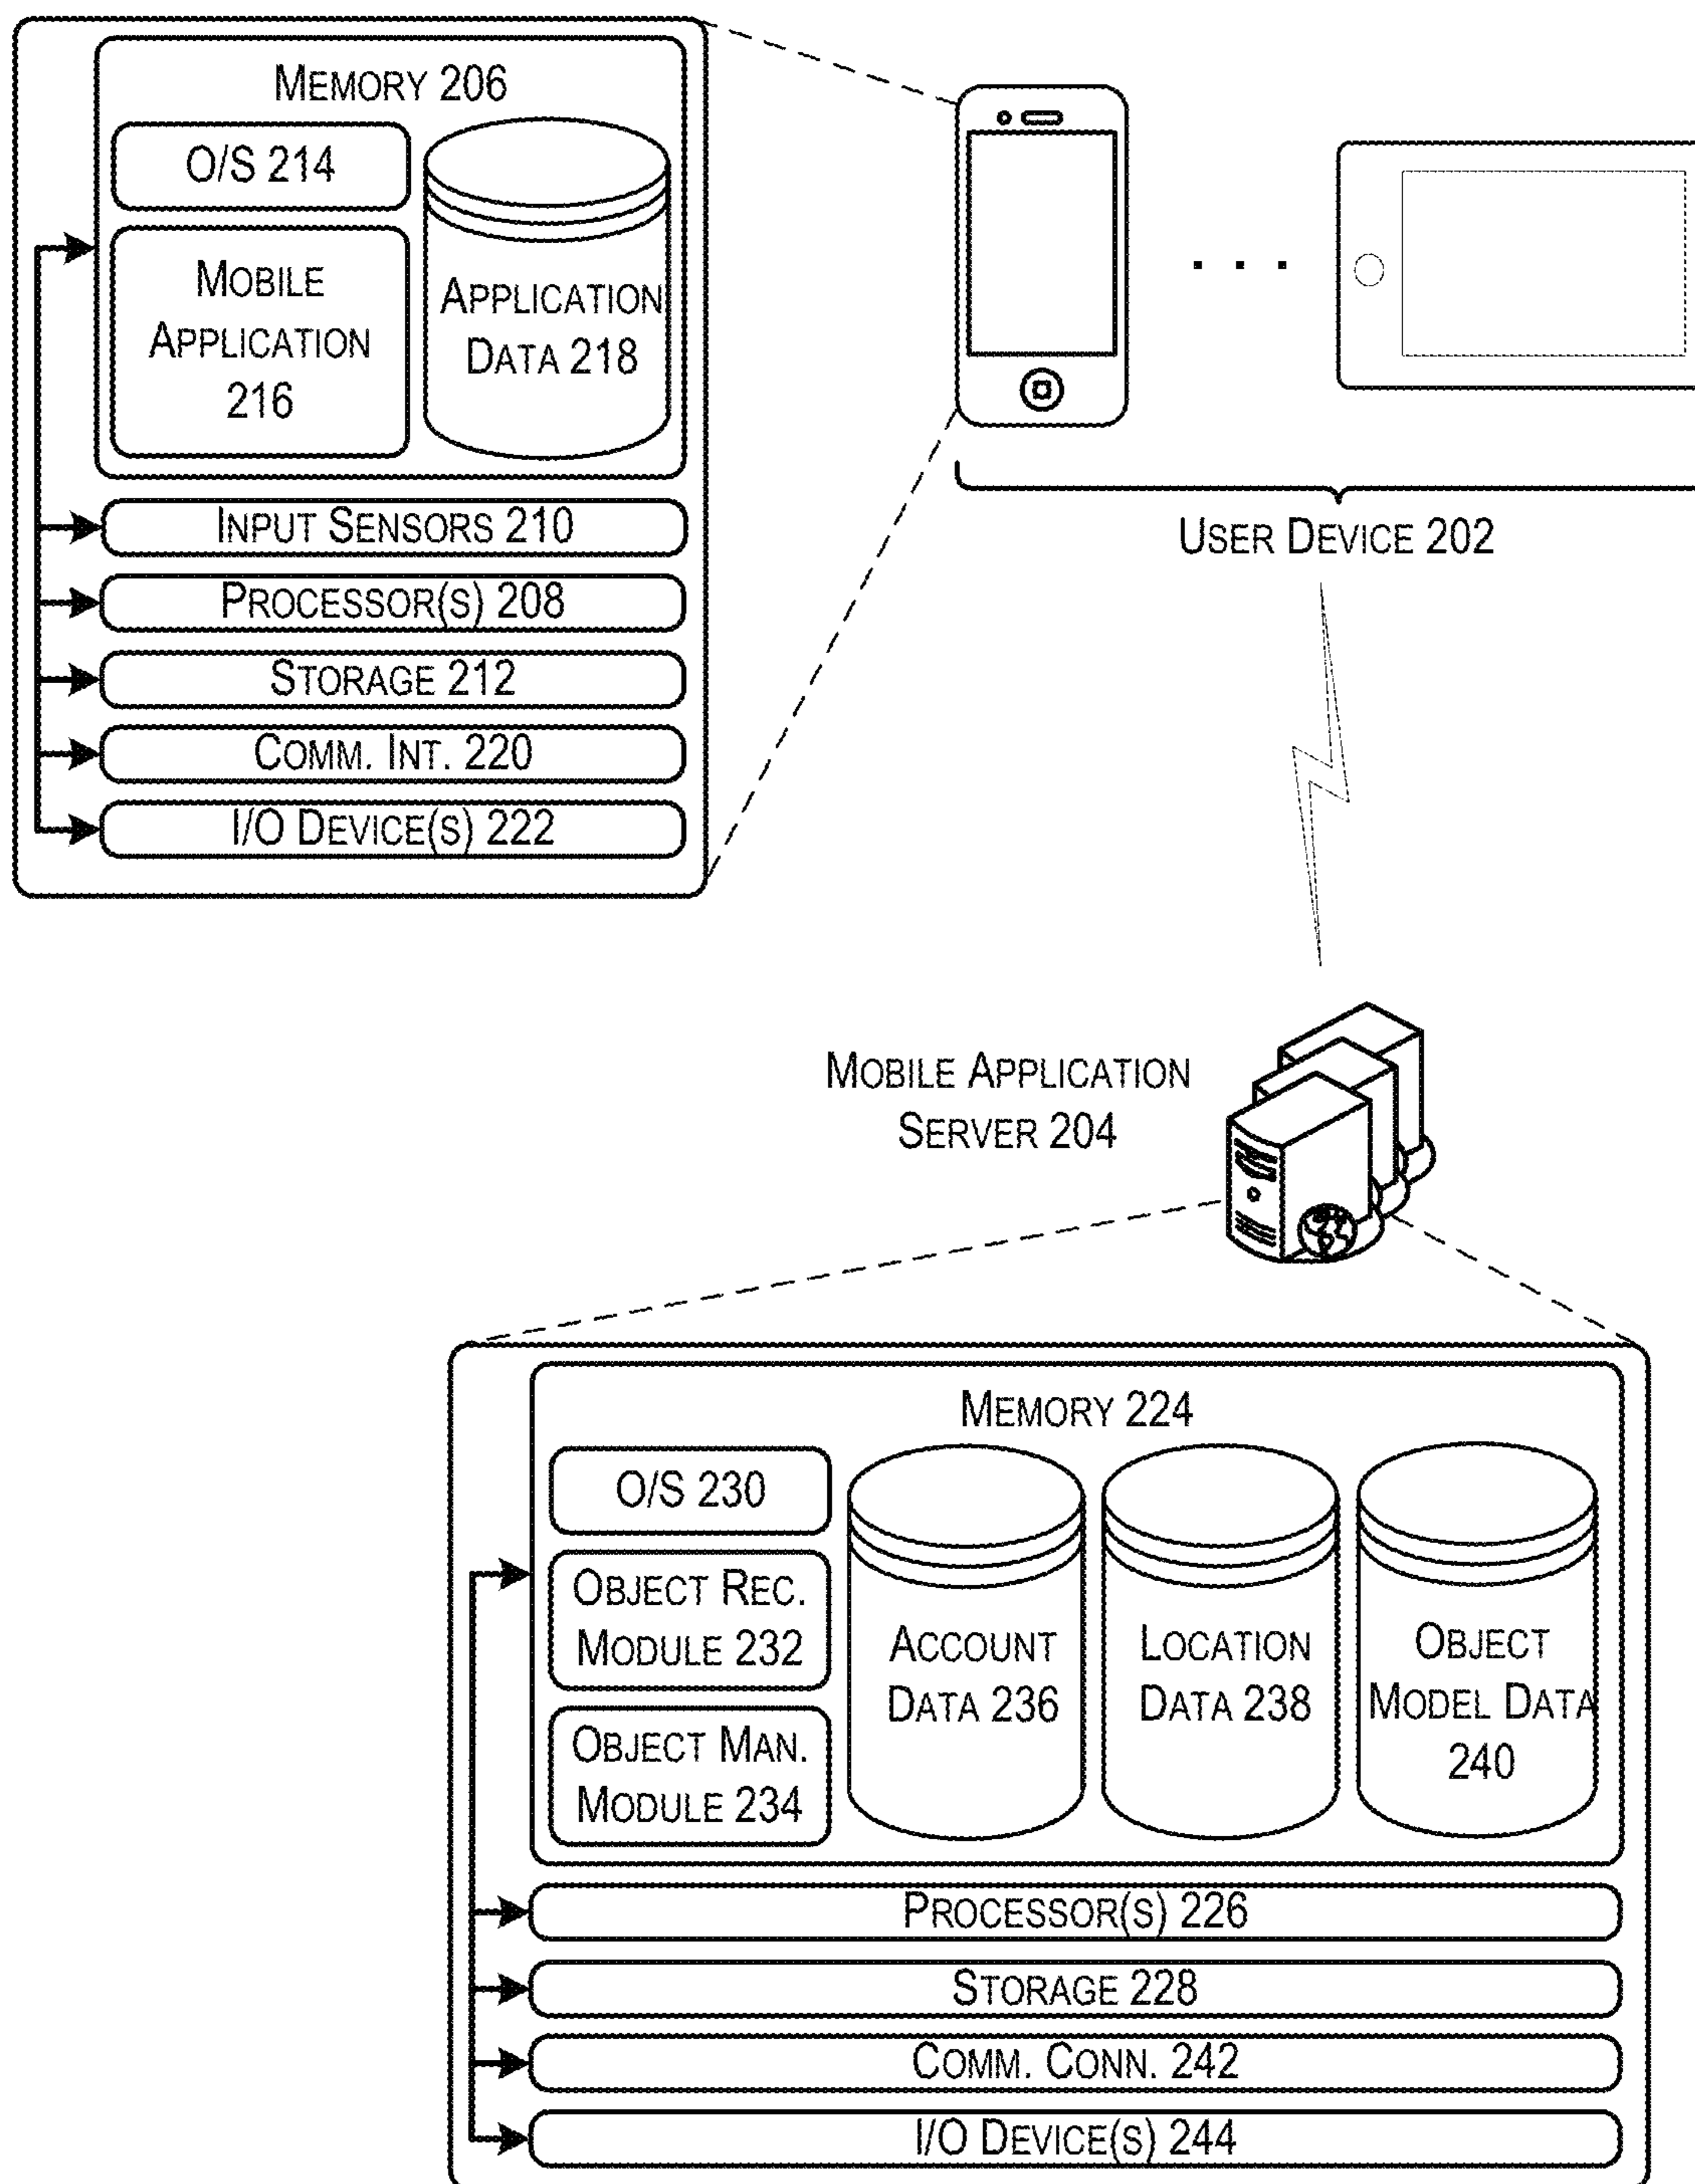 MEMORY 206
O/S 214
MOBILE
APPLICATION
216
APPLICATION
DATA 218
INPUT SENSORS 210
PROCESSOR(S) 208
STORAGE 212
COMM. INT. 220
I/O DEVICE(S) 222
USER DEVICE 202
MOBILE APPLICATION
SERVER 204
MEMORY 224
O/S 230
OBJECT REC.
MODULE 232
OBJECT MAN.
MODULE 234
ACCOUNT
DATA 236
LOCATION
DATA 238
OBJECT
MODEL DATA
240
PROCESSOR(S) 226
STORAGE 228
COMM. CONN. 242
I/O DEVICE(S) 244